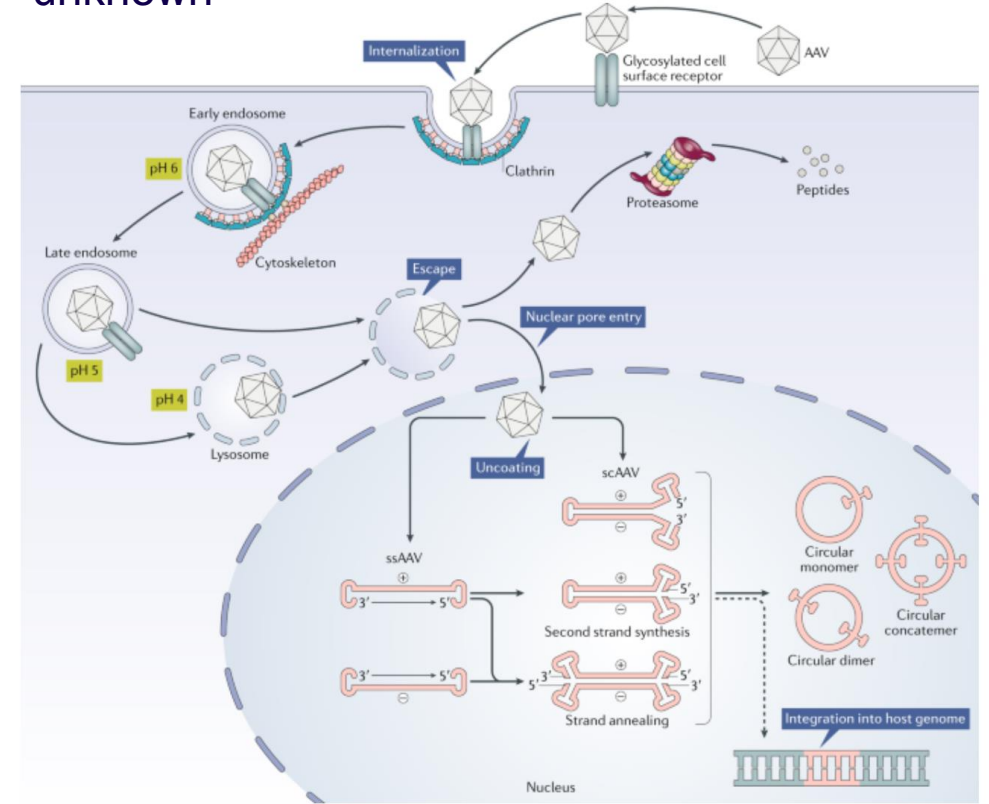 unknown
Internalization
AAV
Glycosylated cell
surface receptor
Early endosome
pH 6
Clathrin
Proteasome
Peptides
Late endosome
Cytoskeleton
Escape
Nuclear pore entry
pH 5
pH 4
Lysosome
Uncoating
scAAV
+
5′
3′
−
ssAAV
+
3′ 5′
+
5′
3′
−
Second strand synthesis
3′ 5′
−
+
5′ 3′ 5′
3′
−
Strand annealing
Circular
monomer
Circular
concatemer
Circular dimer
Integration into host genome
Nucleus